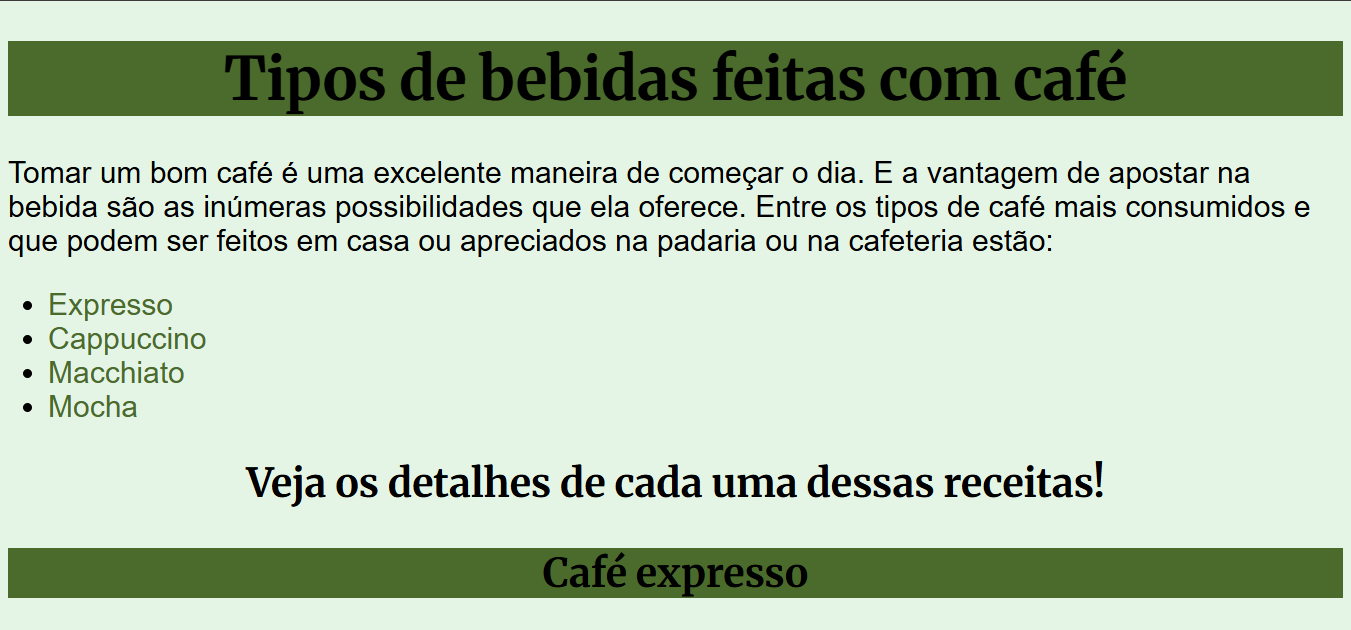 Tipos de bebidas feitas com café
Tomar um bom café é uma excelente maneira de começar o dia. E a vantagem de apostar na
bebida são as inúmeras possibilidades que ela oferece. Entre os tipos de café mais consumidos e
que podem ser feitos em casa ou apreciados na padaria ou na cafeteria estão:
• Expresso
• Cappuccino
• Macchiato
• Mocha
Veja os detalhes de cada uma dessas receitas!
Café expresso